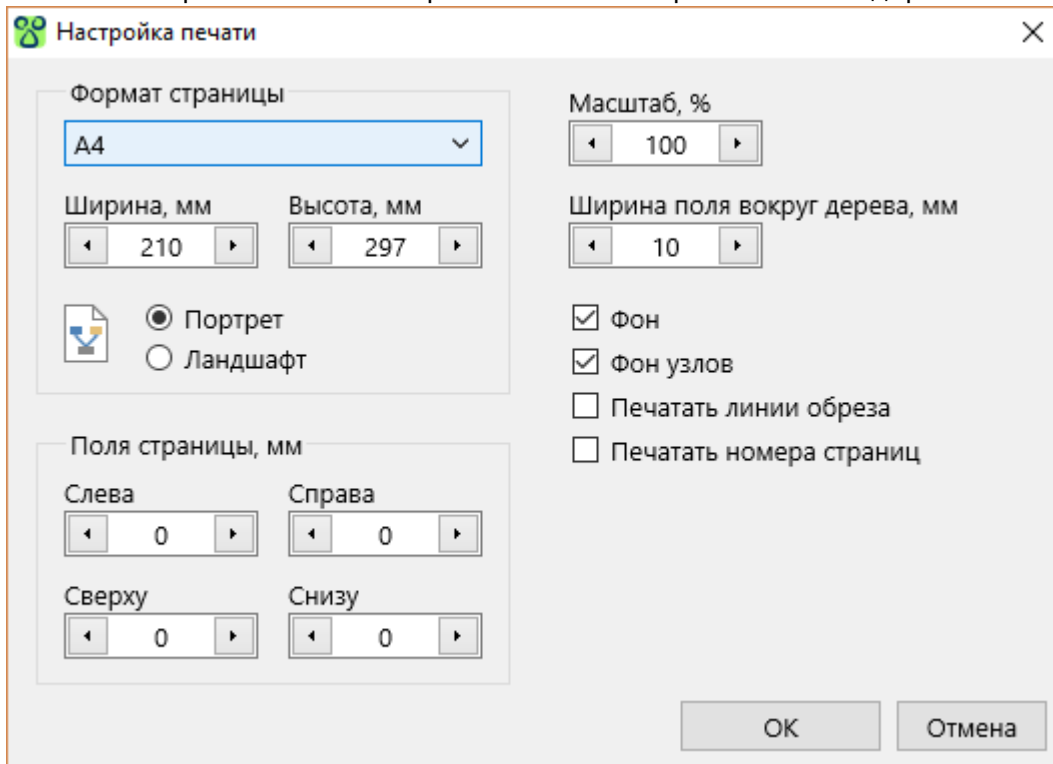 Настройка печати
Формат страницы
A4
Ширина, мм
Высота, мм
210
297
Портрет
Ландшафт
Поля страницы, мм
Слева
Справа
0
0
Сверху
Снизу
0
0
Масштаб, %
100
Ширина поля вокруг дерева, мм
10
Фон
Фон узлов
Печатать линии обреза
Печатать номера страниц
ОК
Отмена